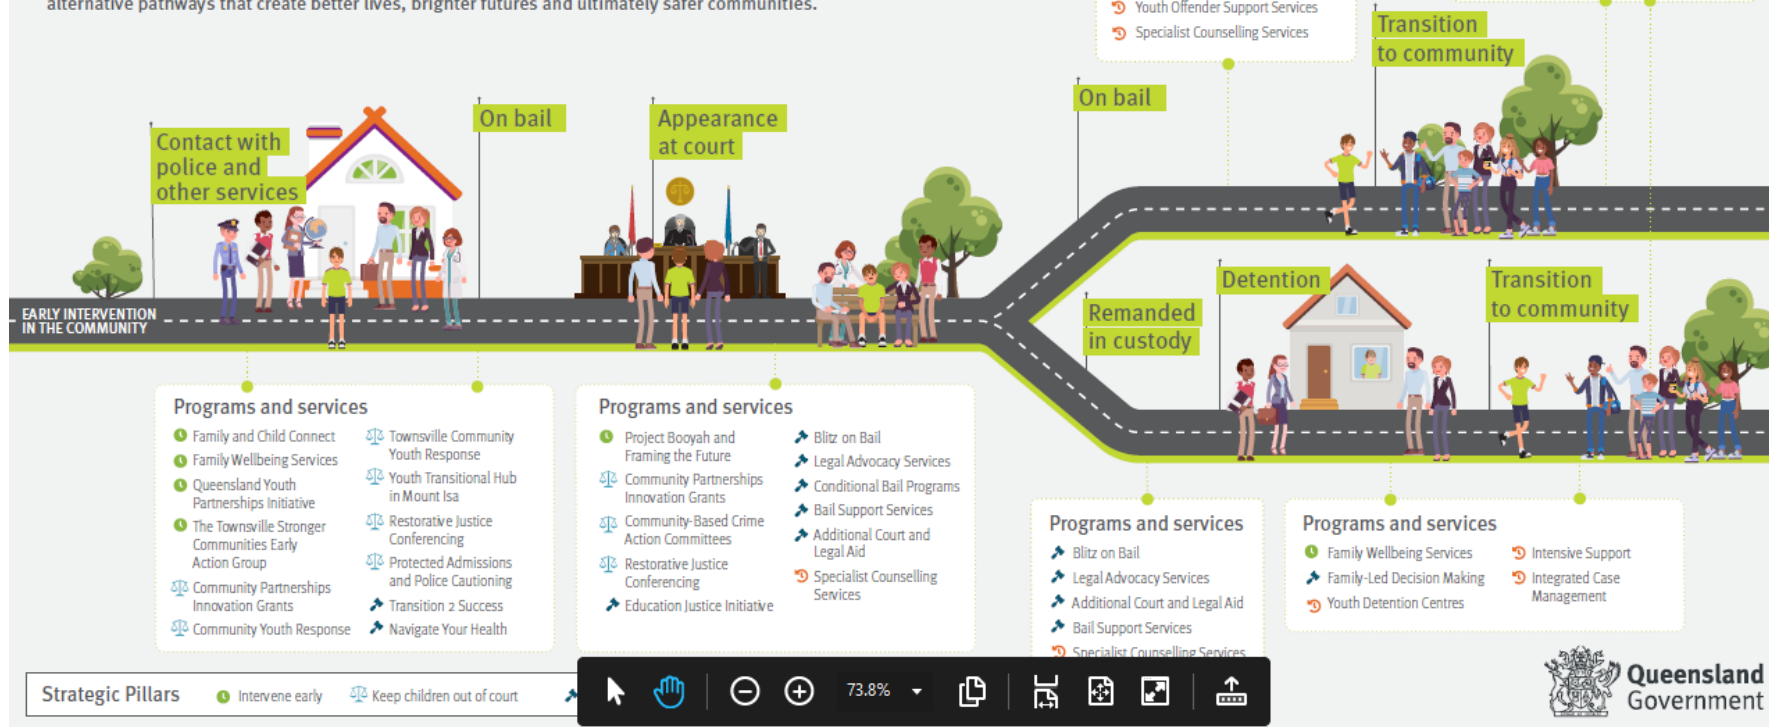 alternative pathways that create better lives, brighter futures and ultimately safer communities.
Youth Offender Support Services
Specialist Counselling Services
Transition
to community
On bail
On bail
Appearance
at court
Contact with
police and
other services
Detention
Transition
to community
Remanded
in custody
EARLY INTERVENTION
IN THE COMMUNITY
Programs and services
Family and Child Connect
Family Wellbeing Services
Queensland Youth
Partnerships Initiative
The Townsville Stronger
Communities Early
Action Group
Community Partnerships
Innovation Grants
Community Youth Response
Townsville Community
Youth Response
Youth Transitional Hub
in Mount Isa
Restorative Justice
Conferencing
Protected Admissions
and Police Cautioning
Transition 2 Success
Navigate Your Health
Programs and services
Project Booyah and
Framing the Future
Community Partnerships
Innovation Grants
Community-Based Crime
Action Committees
Restorative Justice
Conferencing
Education Justice Initiative
Blitz on Bail
Legal Advocacy Services
Conditional Bail Programs
Bail Support Services
Additional Court and
Legal Aid
Specialist Counselling
Services
Programs and services
Blitz on Bail
Legal Advocacy Services
Additional Court and Legal Aid
Bail Support Services
Specialist Counselling Services
Programs and services
Family Wellbeing Services
Family-Led Decision Making
Youth Detention Centres
Intensive Support
Integrated Case
Management
Strategic Pillars
Intervene early
Keep children out of court
73.8%
Queensland
Government